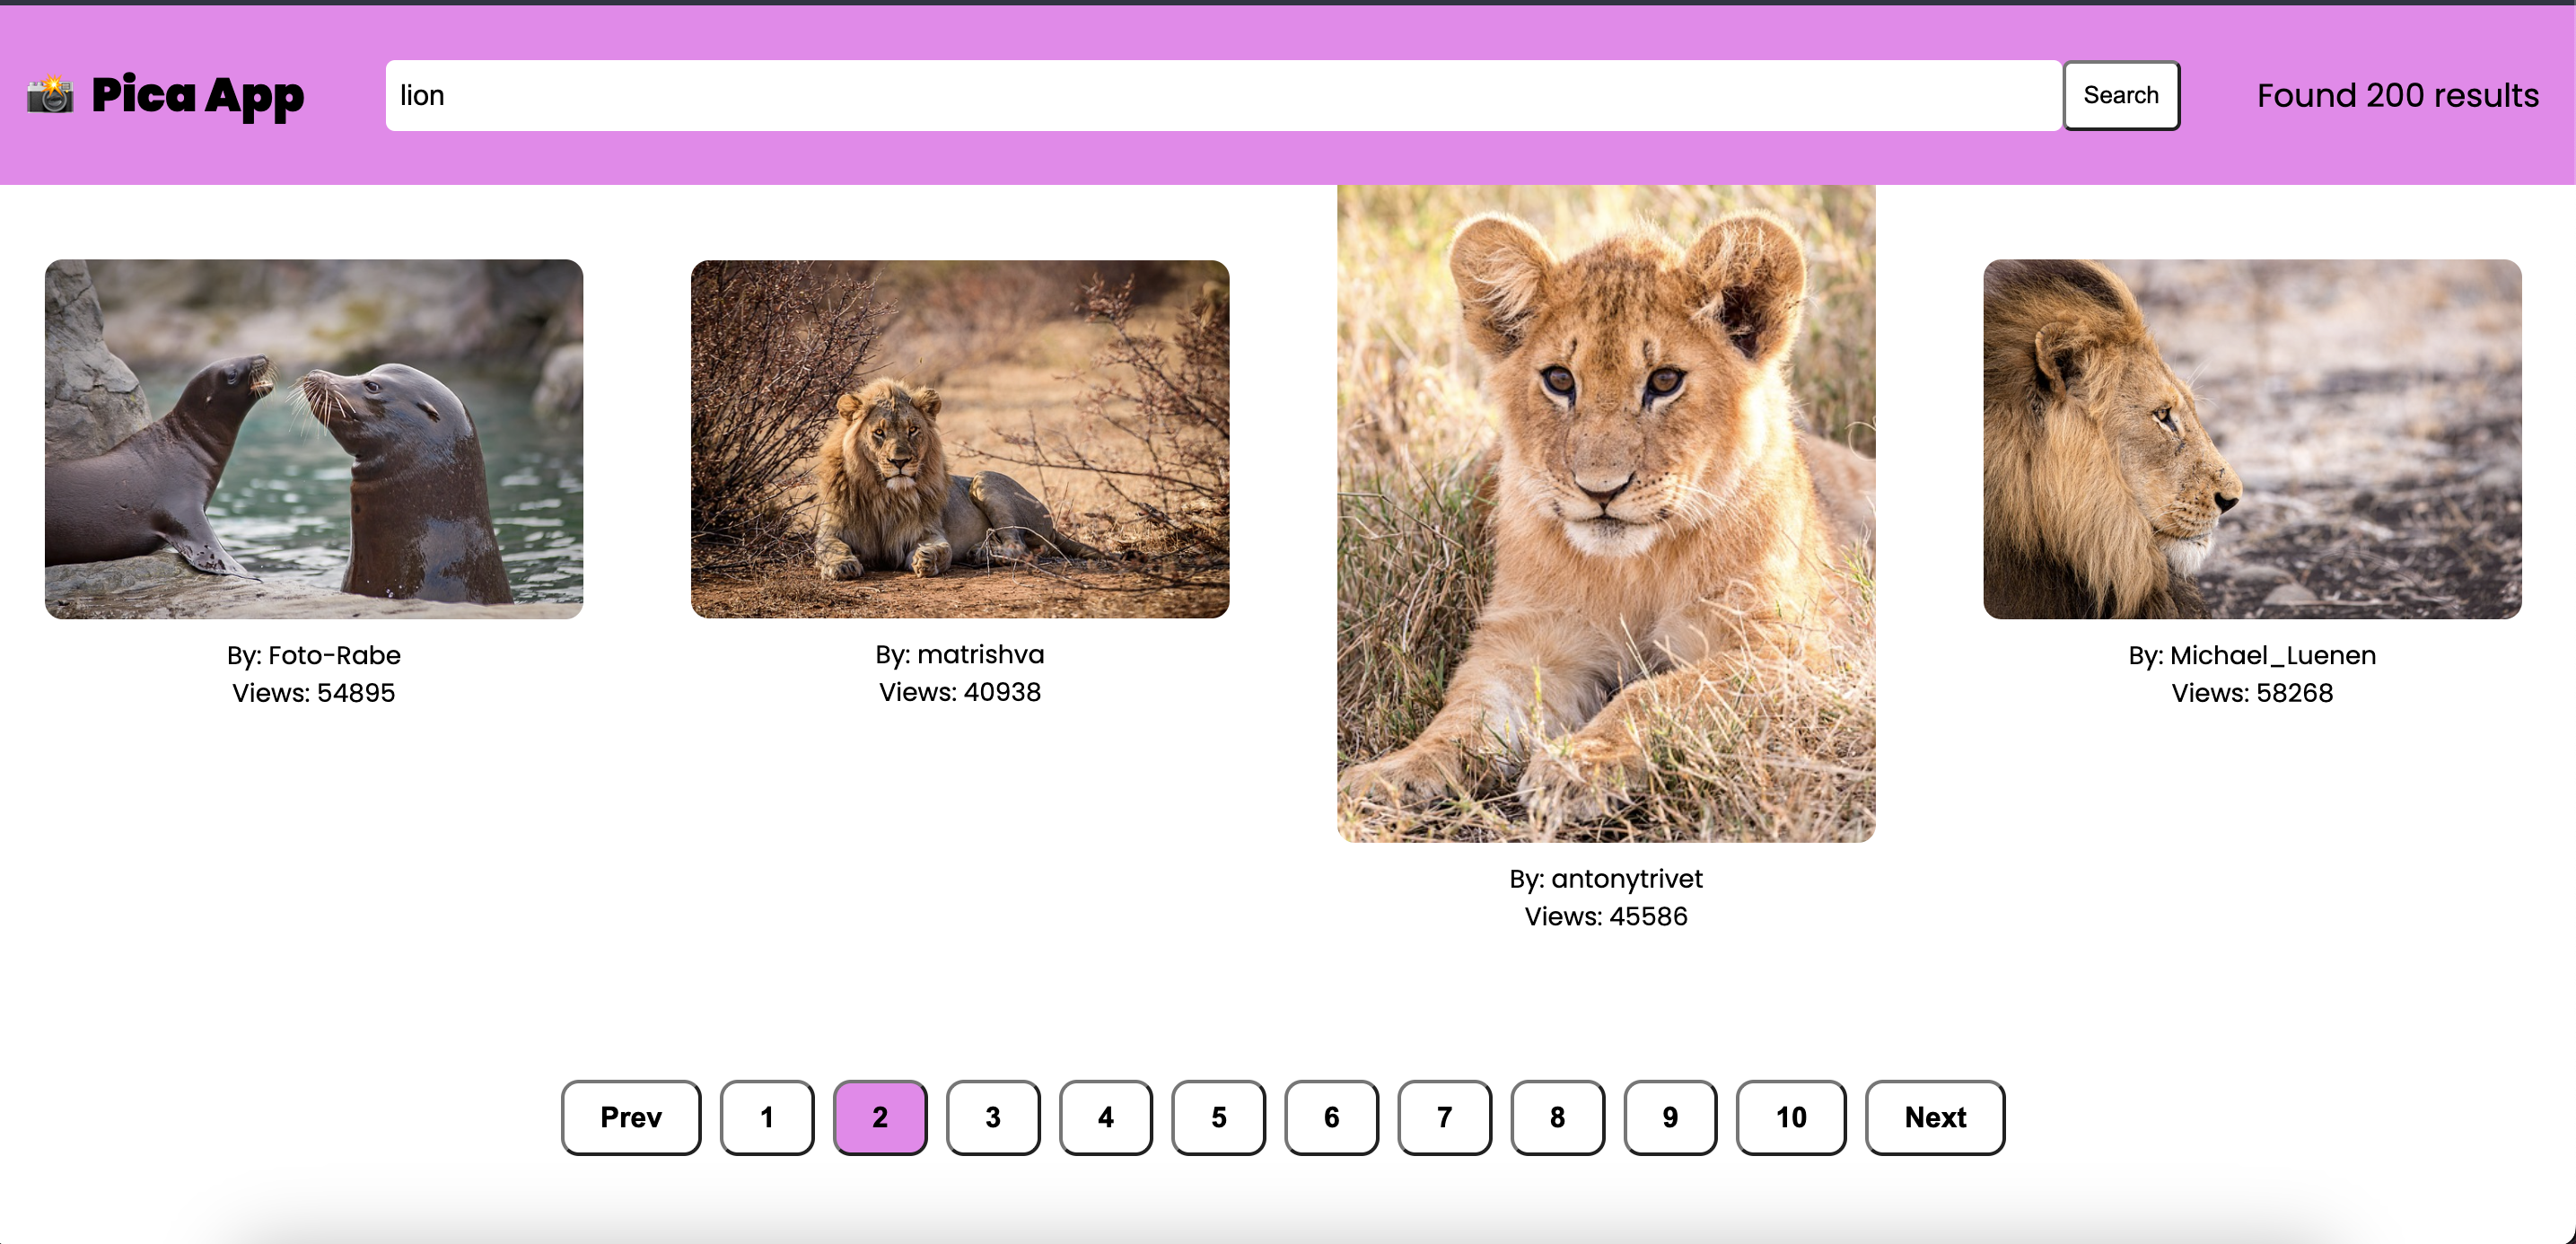 Pica App
lion
Search
Found 200 results
By: Foto-Rabe
Views: 54895
By: matrishva
Views: 40938
By: antonytrivet
Views: 45586
By: Michael_Luenen
Views: 58268
Prev 1 2 3 4 5 6 7 8 9 10 Next